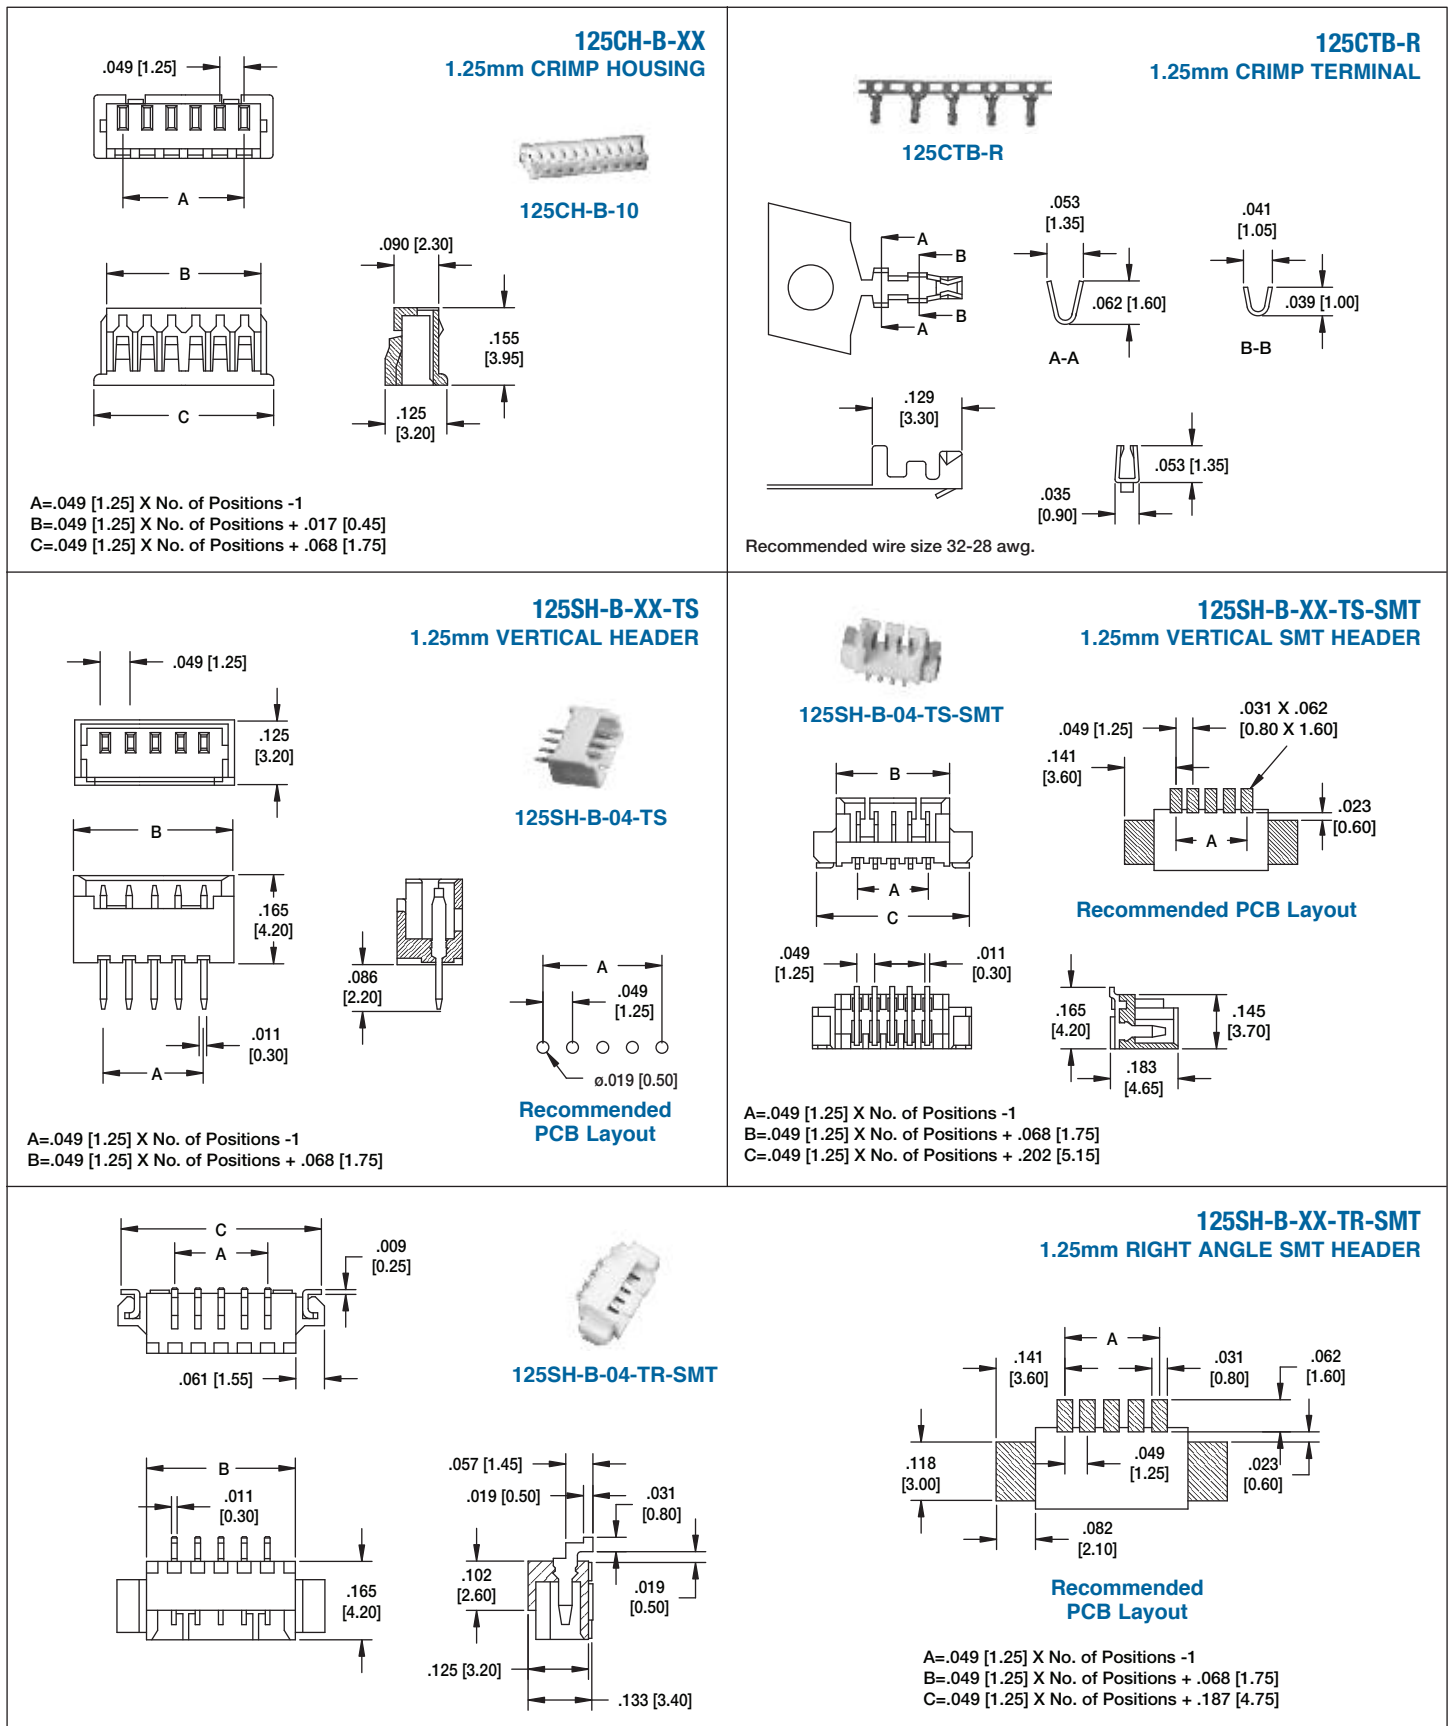 125CH-B-XX
1.25mm CRIMP HOUSING
.049 [1.25]
A
125CH-B-10
B
.090 [2.30]
.155
[3.95]
C
.125
[3.20]
A=.049 [1.25] X No. of Positions -1
B=.049 [1.25] X No. of Positions + .017 [0.45]
C=.049 [1.25] X No. of Positions + .068 [1.75]
125CTB-R
1.25mm CRIMP TERMINAL
125CTB-R
A
B
B
A
.053
[1.35]
.062 [1.60]
A-A
.041
[1.05]
.039 [1.00]
B-B
.129
[3.30]
.053 [1.35]
.035
[0.90]
Recommended wire size 32-28 awg.
125SH-B-XX-TS
1.25mm VERTICAL HEADER
.049 [1.25]
.125
[3.20]
125SH-B-04-TS
B
.165
[4.20]
.086
[2.20]
.011
[0.30]
A
A
.049
[1.25]
ø.019 [0.50]
Recommended
PCB Layout
A=.049 [1.25] X No. of Positions -1
B=.049 [1.25] X No. of Positions + .068 [1.75]
125SH-B-XX-TS-SMT
1.25mm VERTICAL SMT HEADER
125SH-B-04-TS-SMT
.031 X .062
[0.80 X 1.60]
.049 [1.25]
.141
[3.60]
.023
[0.60]
A
Recommended PCB Layout
B
A
C
.049
[1.25]
.011
[0.30]
.165
[4.20]
.145
[3.70]
.183
[4.65]
A=.049 [1.25] X No. of Positions -1
B=.049 [1.25] X No. of Positions + .068 [1.75]
C=.049 [1.25] X No. of Positions + .202 [5.15]
125SH-B-XX-TR-SMT
1.25mm RIGHT ANGLE SMT HEADER
C
A
.009
[0.25]
.061 [1.55]
125SH-B-04-TR-SMT
B
.011
[0.30]
.165
[4.20]
.057 [1.45]
.019 [0.50]
.031
[0.80]
.102
[2.60]
.019
[0.50]
.125 [3.20]
.133 [3.40]
A
.141
[3.60]
.031
[0.80]
.062
[1.60]
.118
[3.00]
.049
[1.25]
.023
[0.60]
.082
[2.10]
Recommended
PCB Layout
A=.049 [1.25] X No. of Positions -1
B=.049 [1.25] X No. of Positions + .068 [1.75]
C=.049 [1.25] X No. of Positions + .187 [4.75]